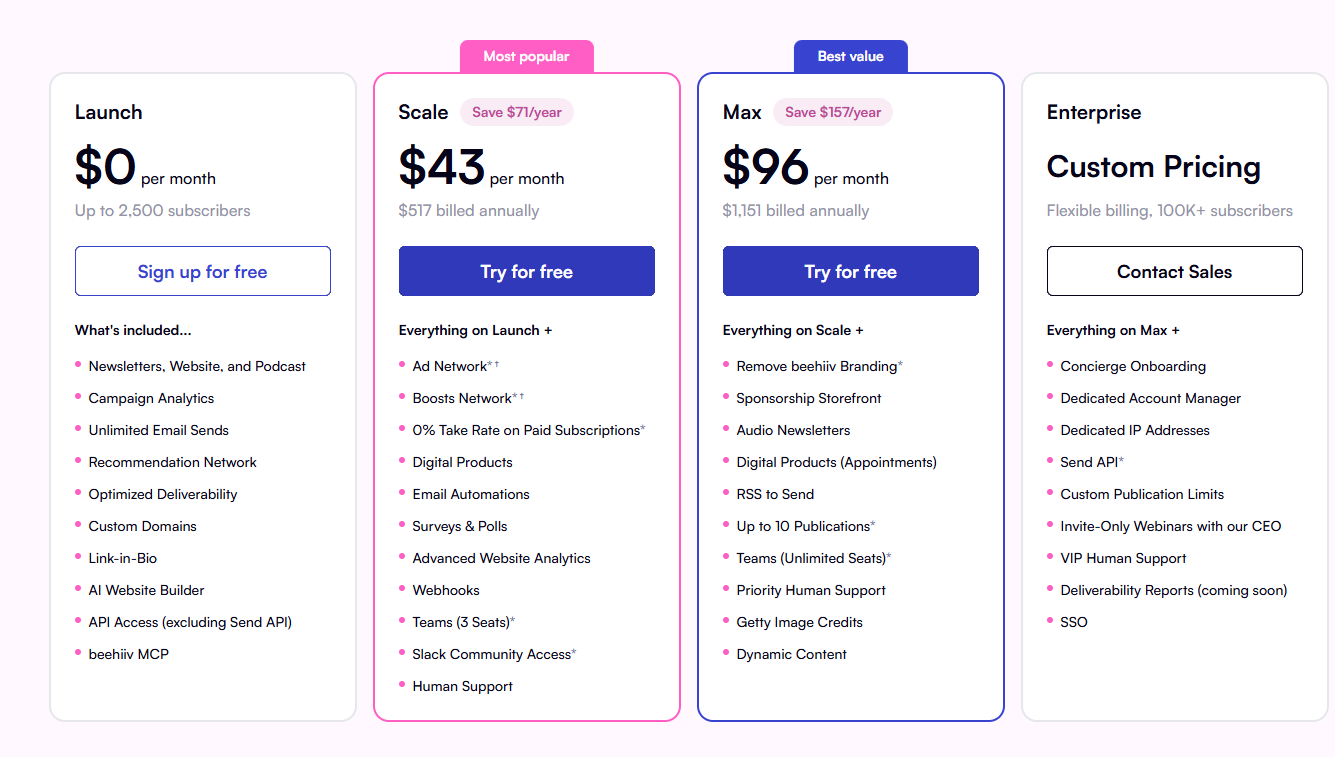 Most popular
Best value
Launch
$0 per month
Up to 2,500 subscribers
Sign up for free
What's included...
Newsletters, Website, and Podcast
Campaign Analytics
Unlimited Email Sends
Recommendation Network
Optimized Deliverability
Custom Domains
Link-in-Bio
AI Website Builder
API Access (excluding Send API)
beehiiv MCP
Scale Save $71/year
$43 per month
$517 billed annually
Try for free
Everything on Launch +
Ad Network*†
Boosts Network*†
0% Take Rate on Paid Subscriptions*
Digital Products
Email Automations
Surveys & Polls
Advanced Website Analytics
Webhooks
Teams (3 Seats)*
Slack Community Access*
Human Support
Max Save $157/year
$96 per month
$1,151 billed annually
Try for free
Everything on Scale +
Remove beehiiv Branding*
Sponsorship Storefront
Audio Newsletters
Digital Products (Appointments)
RSS to Send
Up to 10 Publications*
Teams (Unlimited Seats)*
Priority Human Support
Getty Image Credits
Dynamic Content
Enterprise
Custom Pricing
Flexible billing, 100K+ subscribers
Contact Sales
Everything on Max +
Concierge Onboarding
Dedicated Account Manager
Dedicated IP Addresses
Send API*
Custom Publication Limits
Invite-Only Webinars with our CEO
VIP Human Support
Deliverability Reports (coming soon)
SSO